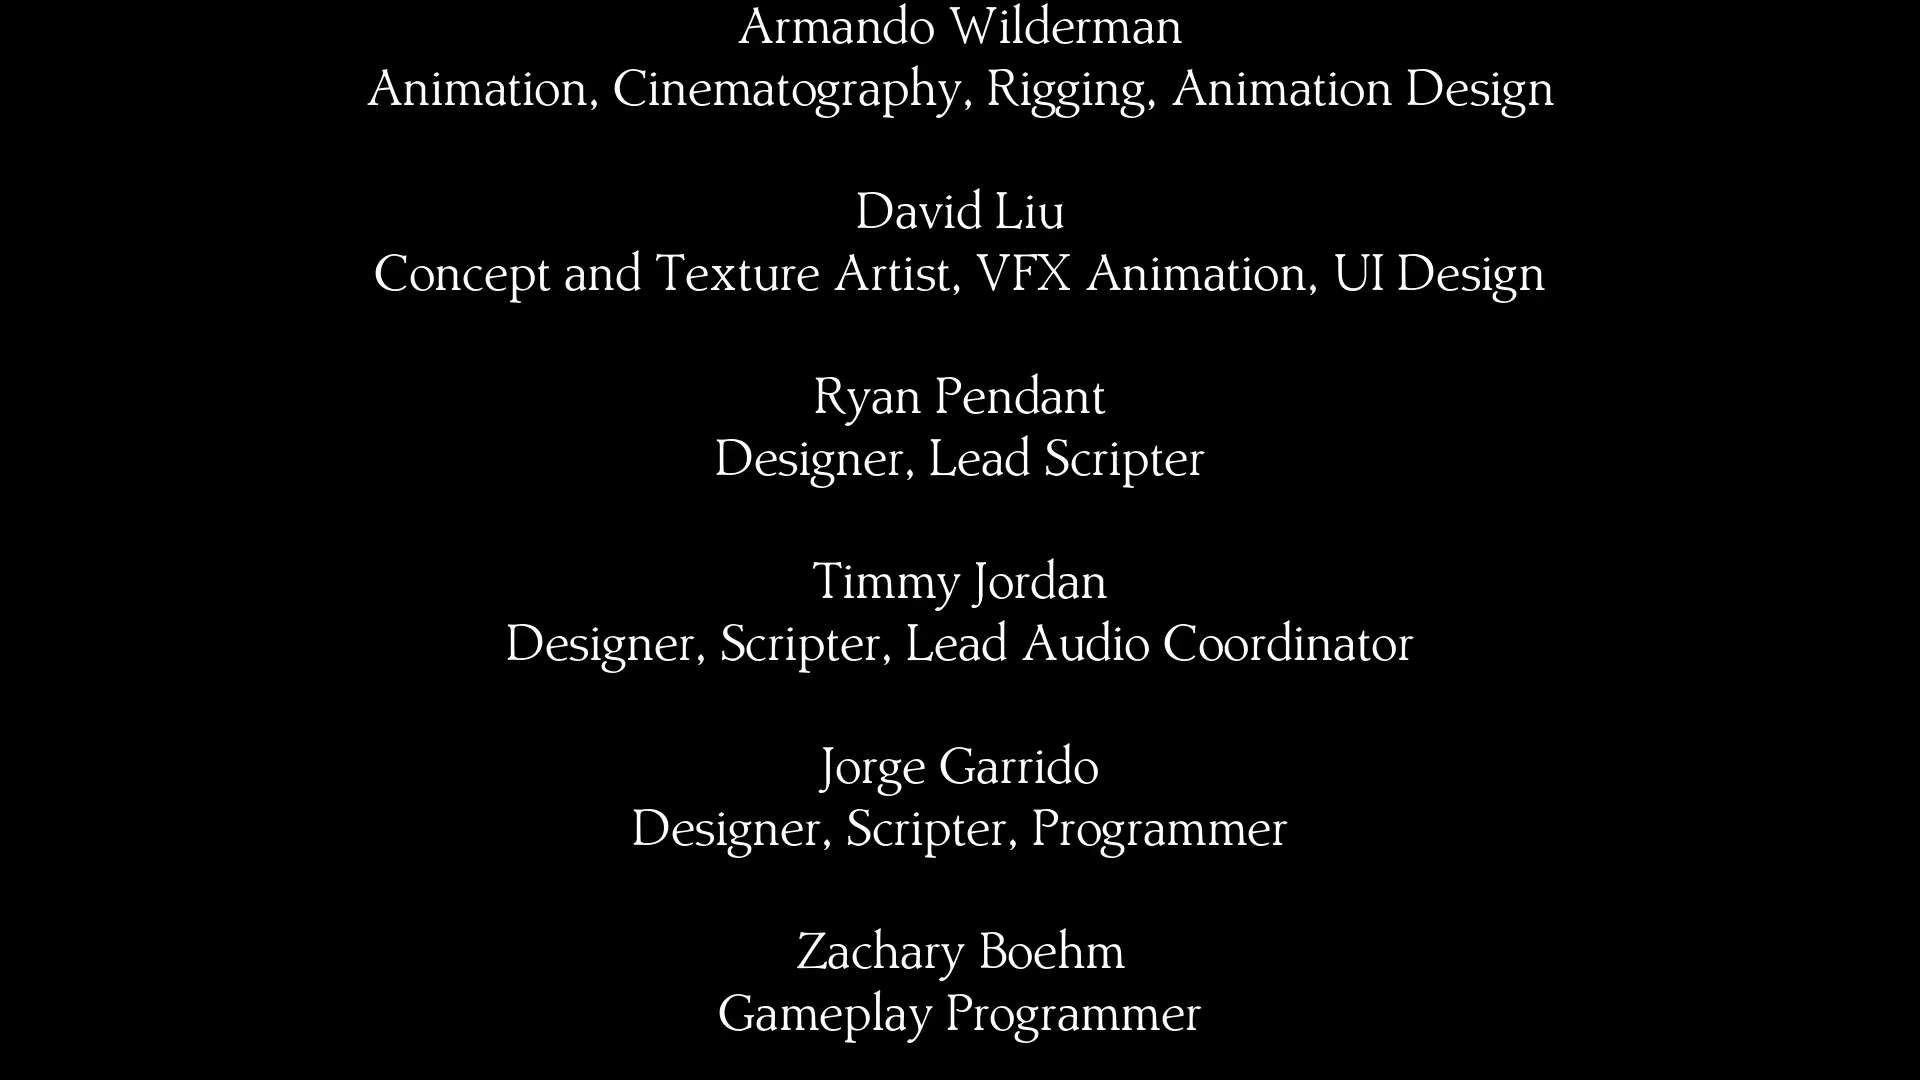 Armando Wilderman
Animation, Cinematography, Rigging, Animation Design
David Liu
Concept and Texture Artist, VFX Animation, UI Design
Ryan Pendant
Designer, Lead Scripter
Timmy Jordan
Designer, Scripter, Lead Audio Coordinator
Jorge Garrido
Designer, Scripter, Programmer
Zachary Boehm
Gameplay Programmer